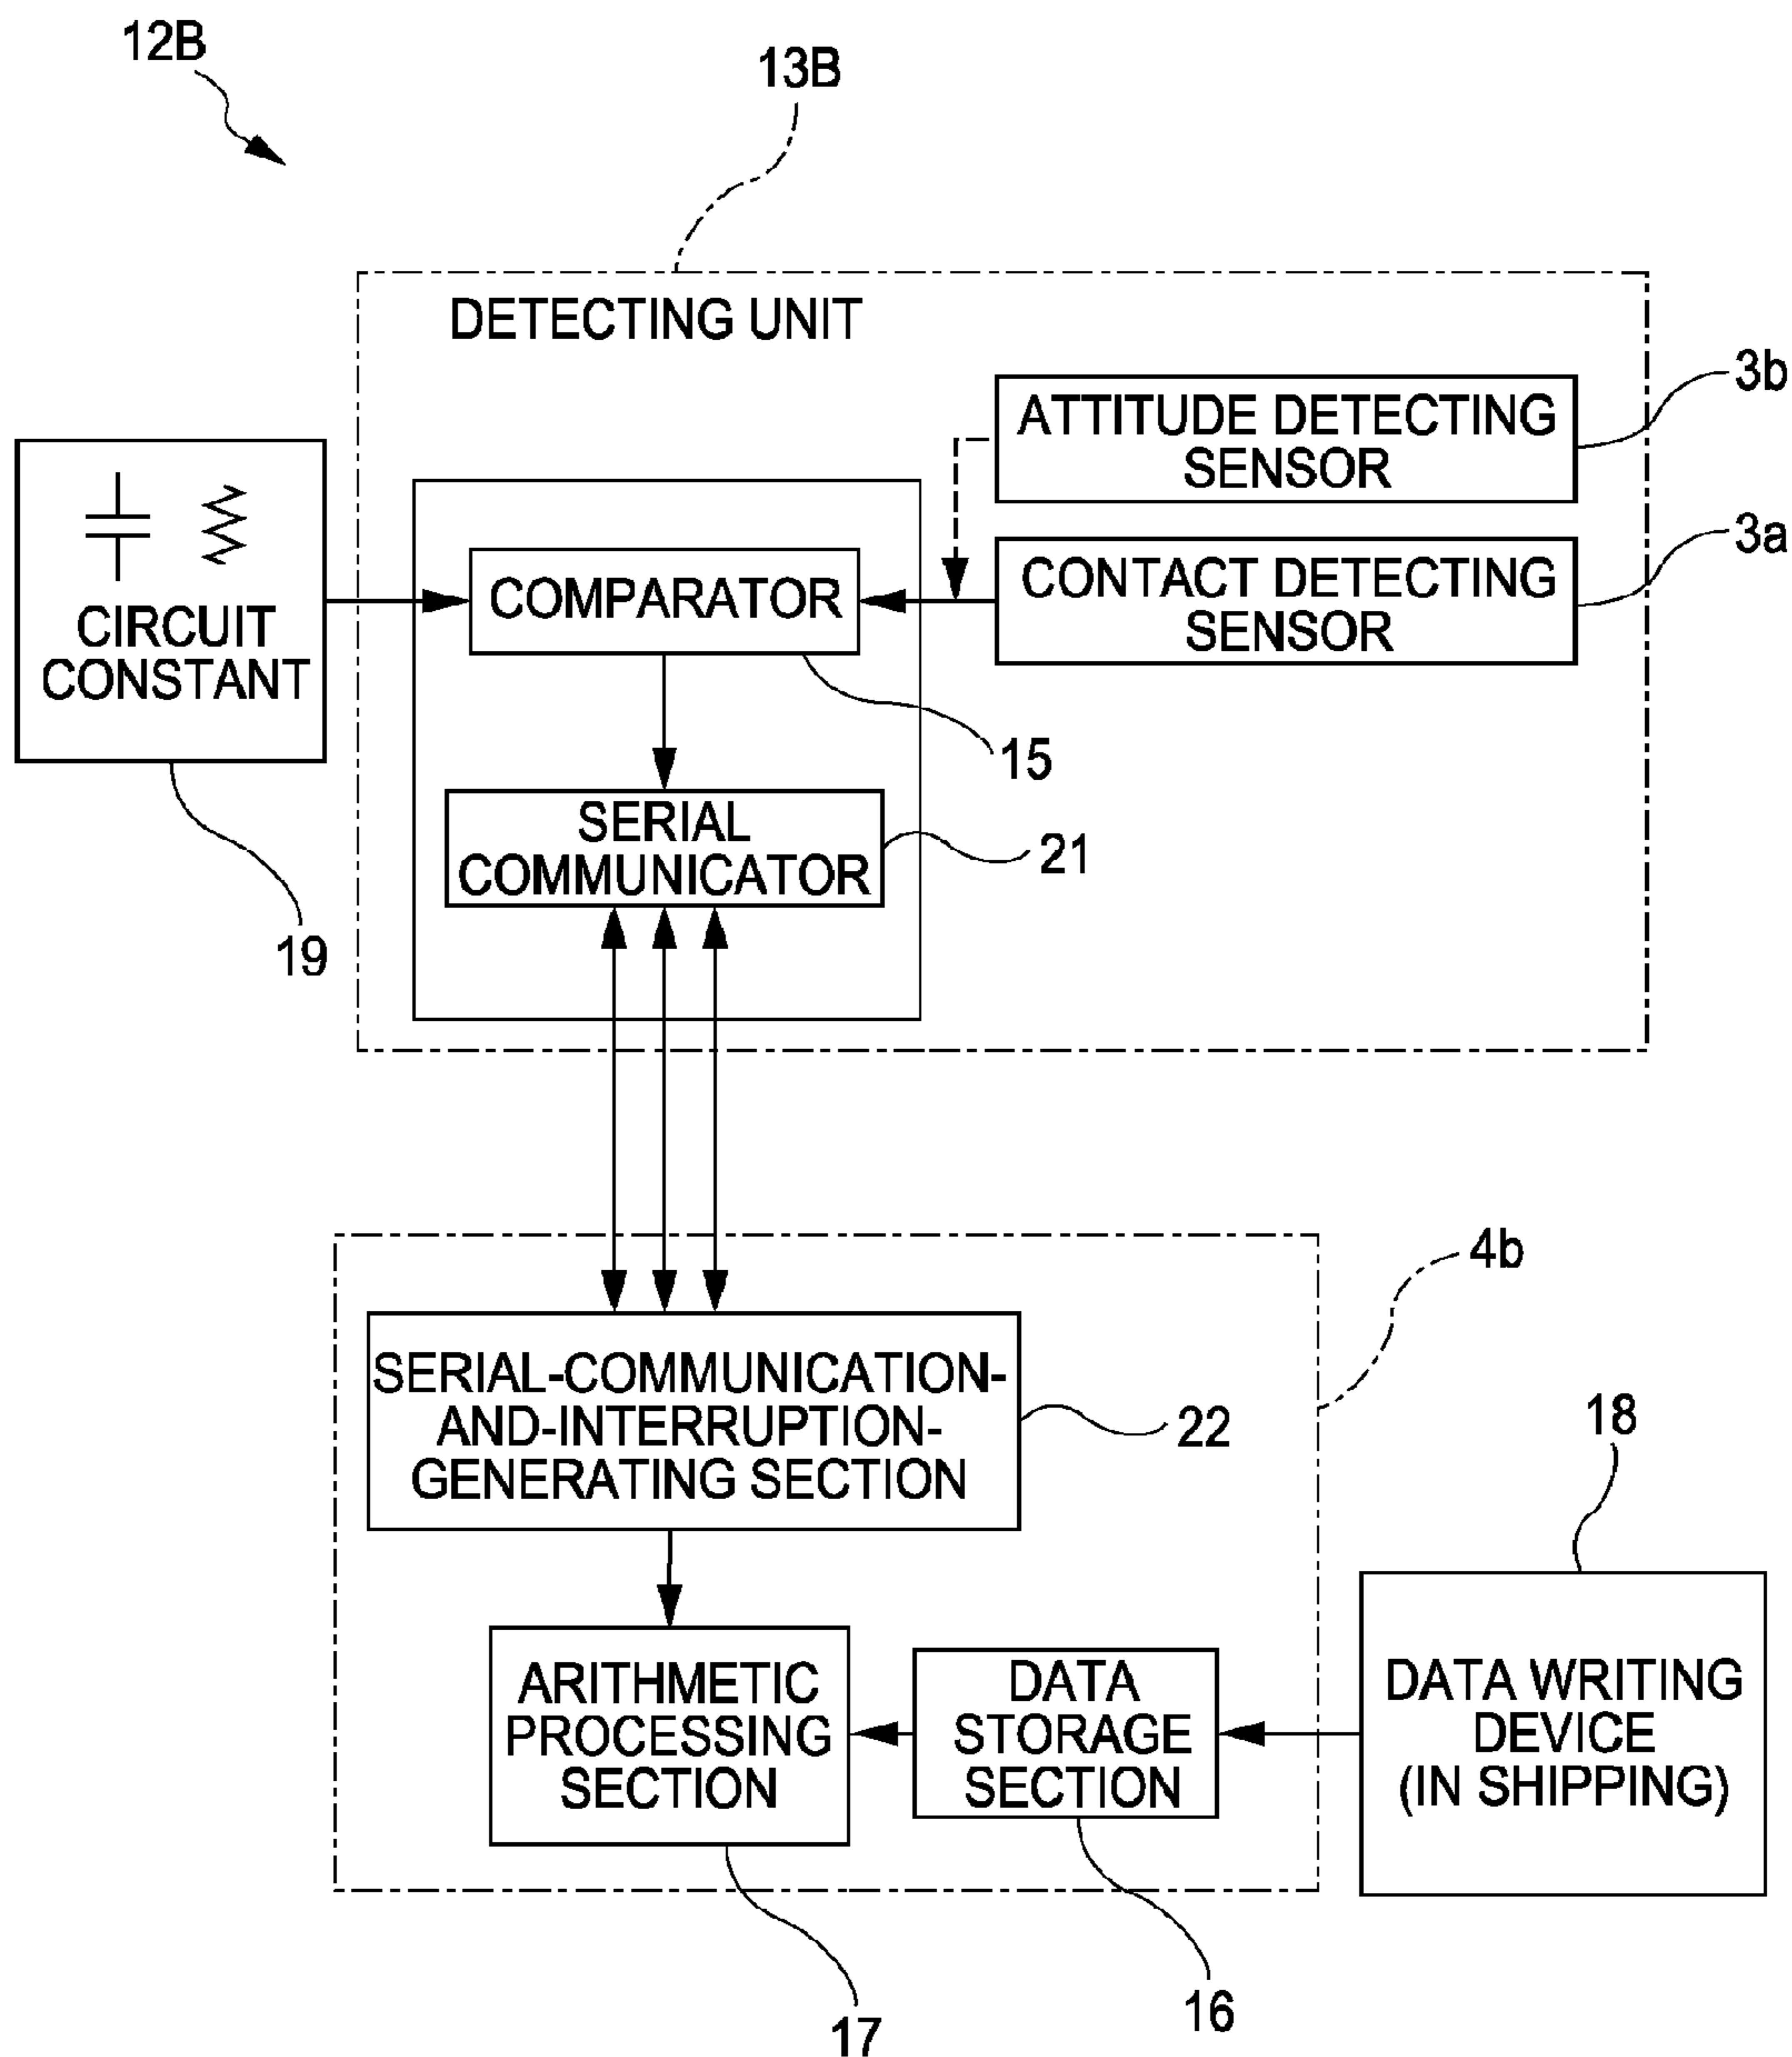 12B
13B
DETECTING UNIT
3b
ATTITUDE DETECTING
SENSOR
3a
CONTACT DETECTING
SENSOR
COMPARATOR
CIRCUIT
CONSTANT
15
SERIAL
COMMUNICATOR
21
19
4b
SERIAL-COMMUNICATION-
AND-INTERRUPTION-
GENERATING SECTION
22
18
ARITHMETIC
PROCESSING
SECTION
DATA
STORAGE
SECTION
DATA WRITING
DEVICE
(IN SHIPPING)
16
17